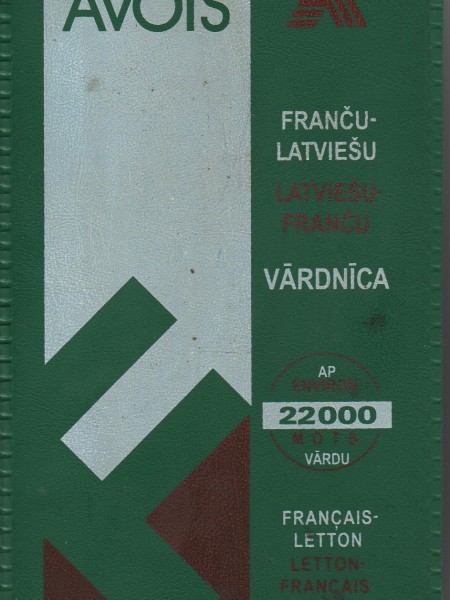 AVOTS
FRANČU-
LATVIEŠU
LATVIEŠU-
FRANČU
VĀRDNĪCA
AP
ENVIRON
22000
MOTS
VĀRDU
FRANÇAIS-
LETTON
LETTON-
FRANÇAIS